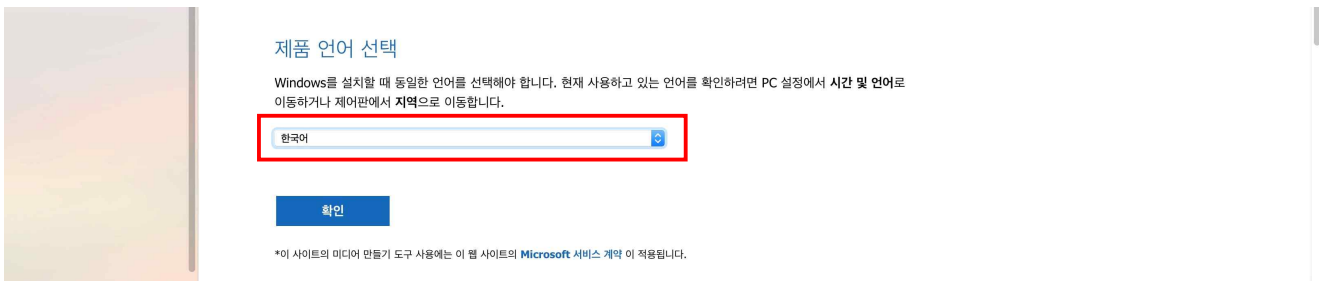 제품 언어 선택
Windows를 설치할 때 동일한 언어를 선택해야 합니다. 현재 사용하고 있는 언어를 확인하려면 PC 설정에서 시간 및 언어로
이동하거나 제어판에서 지역으로 이동합니다.
한국어
확인
*이 사이트의 미디어 만들기 도구 사용에는 이 웹 사이트의 Microsoft 서비스 계약 이 적용됩니다.